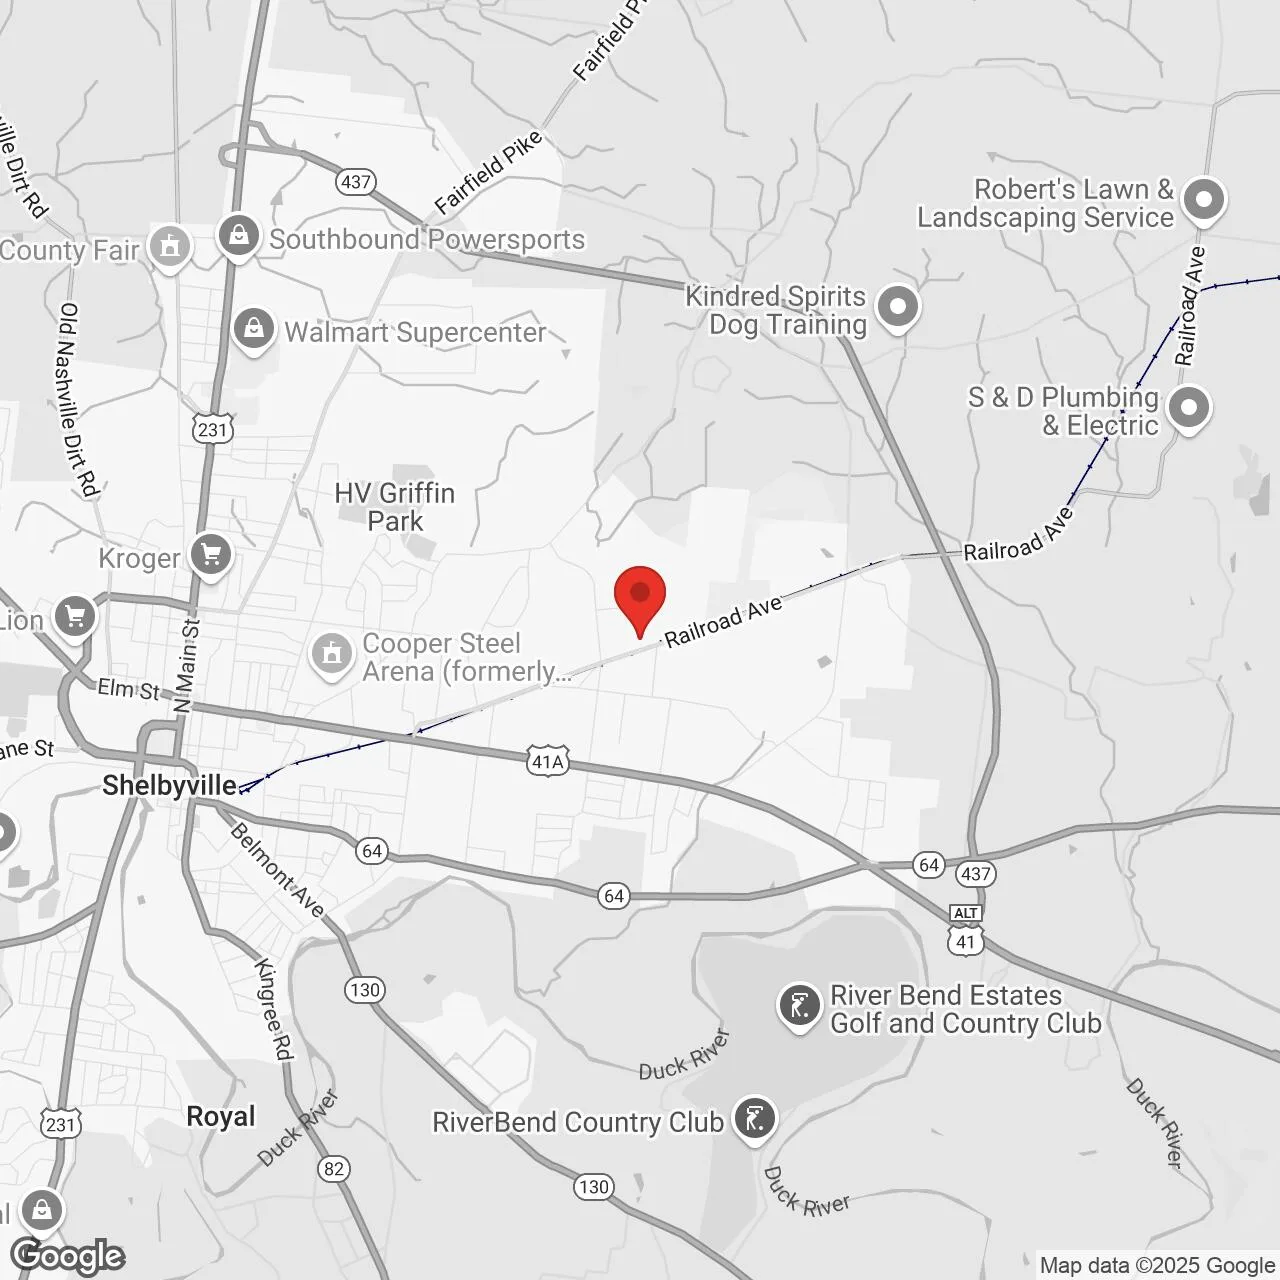 Fairfield Pi
ville Dirt Rd
437
Fairfield Pike
Robert's Lawn &
Landscaping Service
County Fair
Southbound Powersports
Railroad Ave
Kindred Spirits
Dog Training
Old Nashville Dirt Rd
Walmart Supercenter
S & D Plumbing
& Electric
231
HV Griffin
Park
Railroad Ave
Kroger
Lion
Railroad Ave
N Main St
Cooper Steel
Arena (formerly...
Elm St
ane St
41A
Shelbyville
Belmont Ave
64
64
437
64
ALT
41
Kingree Rd
130
River Bend Estates
Golf and Country Club
Duck River
Duck River
Royal
Duck River
RiverBend Country Club
231
82
130
Duck River
al
Google
Map data ©2025 Google